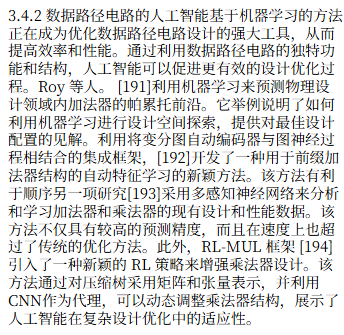 3.4.2 数据路径电路的人工智能基于机器学习的方法
正在成为优化数据路径电路设计的强大工具，从而
提高效率和性能。通过利用数据路径电路的独特功
能和结构，人工智能可以促进更有效的设计优化过
程。Roy 等人。 [191]利用机器学习来预测物理设
计领域内加法器的帕累托前沿。它举例说明了如何
利用机器学习进行设计空间探索，提供对最佳设计
配置的见解。利用将变分图自动编码器与图神经过
程相结合的集成框架，[192]开发了一种用于前缀加
法器结构的自动特征学习的新颖方法。该方法有利
于顺序另一项研究[193]采用多感知神经网络来分析
和学习加法器和乘法器的现有设计和性能数据。该
方法不仅具有较高的预测精度，而且在速度上也超
过了传统的优化方法。此外，RL-MUL 框架 [194]
引入了一种新颖的 RL 策略来增强乘法器设计。该
方法通过对压缩树采用矩阵和张量表示，并利用
CNN作为代理，可以动态调整乘法器结构，展示了
人工智能在复杂设计优化中的适应性。